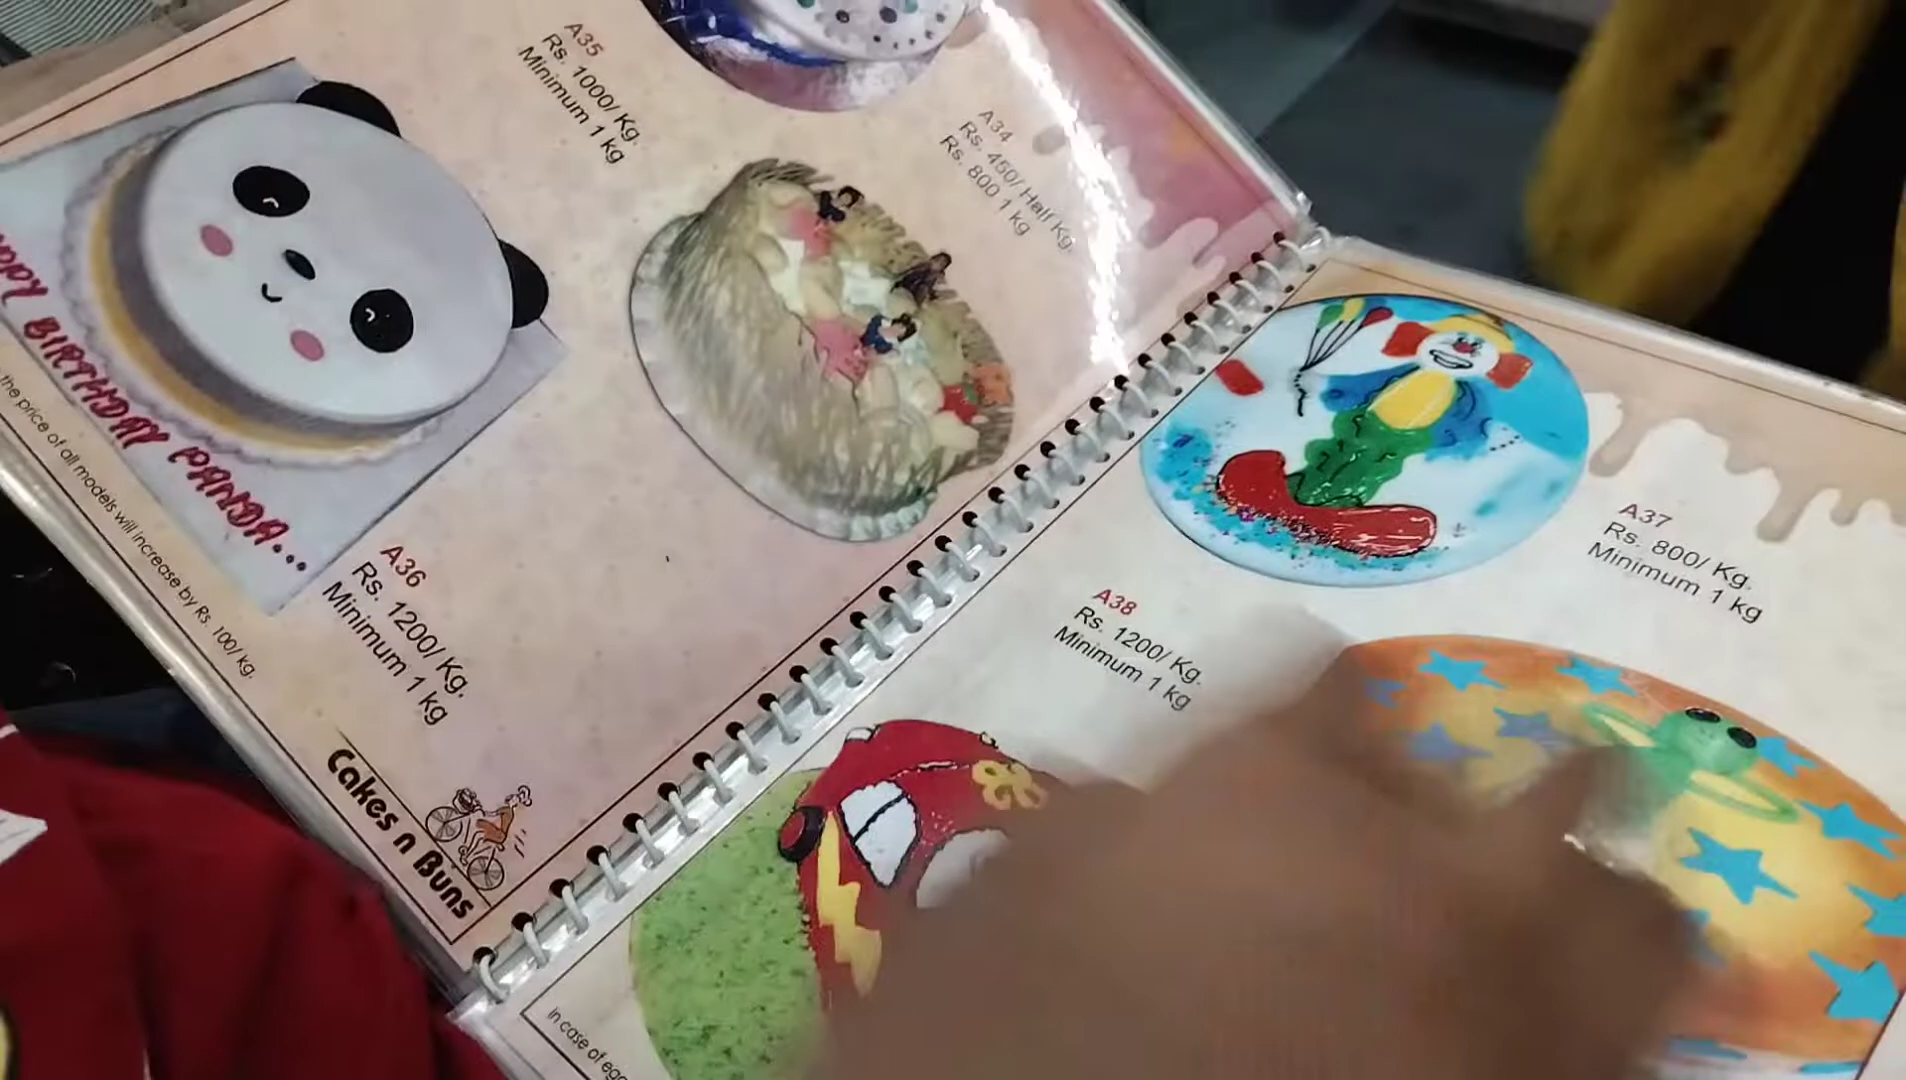 A35
Rs. 1000/ Kg.
Minimum 1 kg
A34
Rs. 450/ Half Kg.
Rs. 800 1 kg
BIRTHDAY PANDA...
the price of all models will increase by Rs. 100/ kg.
A36
Rs. 1200/ Kg.
Minimum 1 kg
Cakes n Buns
A37
Rs. 800/ Kg.
Minimum 1 kg
A38
Rs. 1200/ Kg.
Minimum 1 kg
In case of